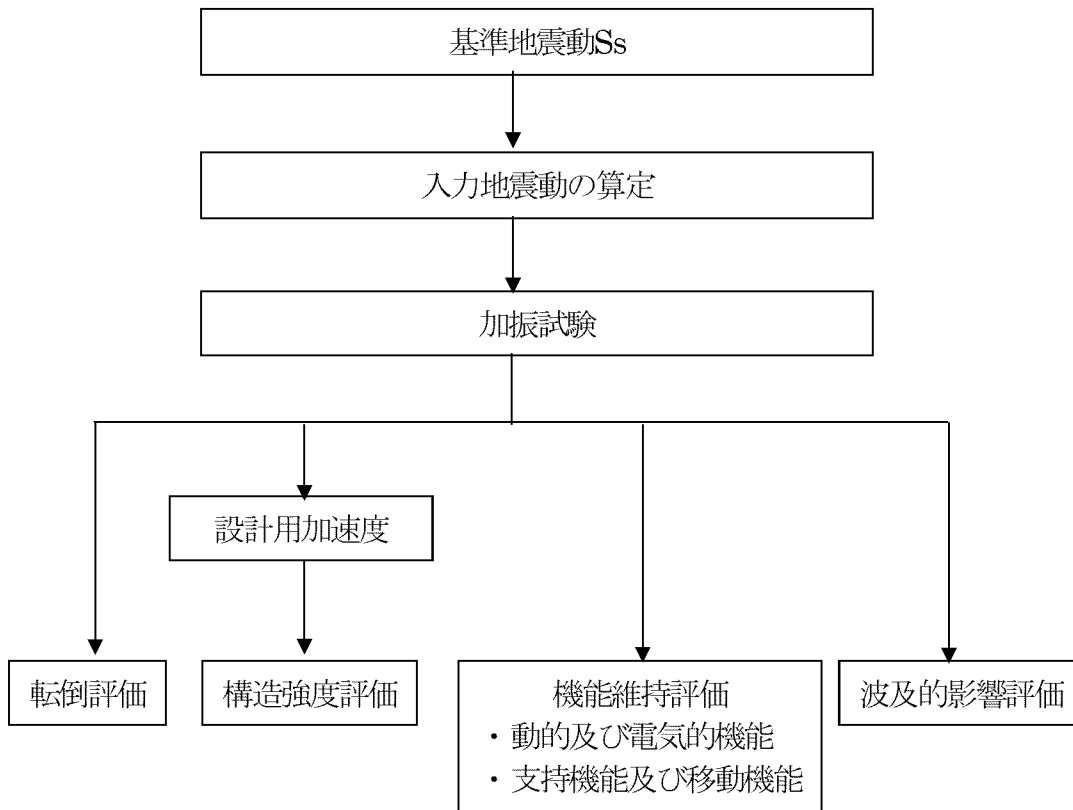 基準地震動Ss
入力地震動の算定
加振試験
設計用加速度
転倒評価
構造強度評価
機能維持評価
・動的及び電気的機能
・支持機能及び移動機能
波及的影響評価